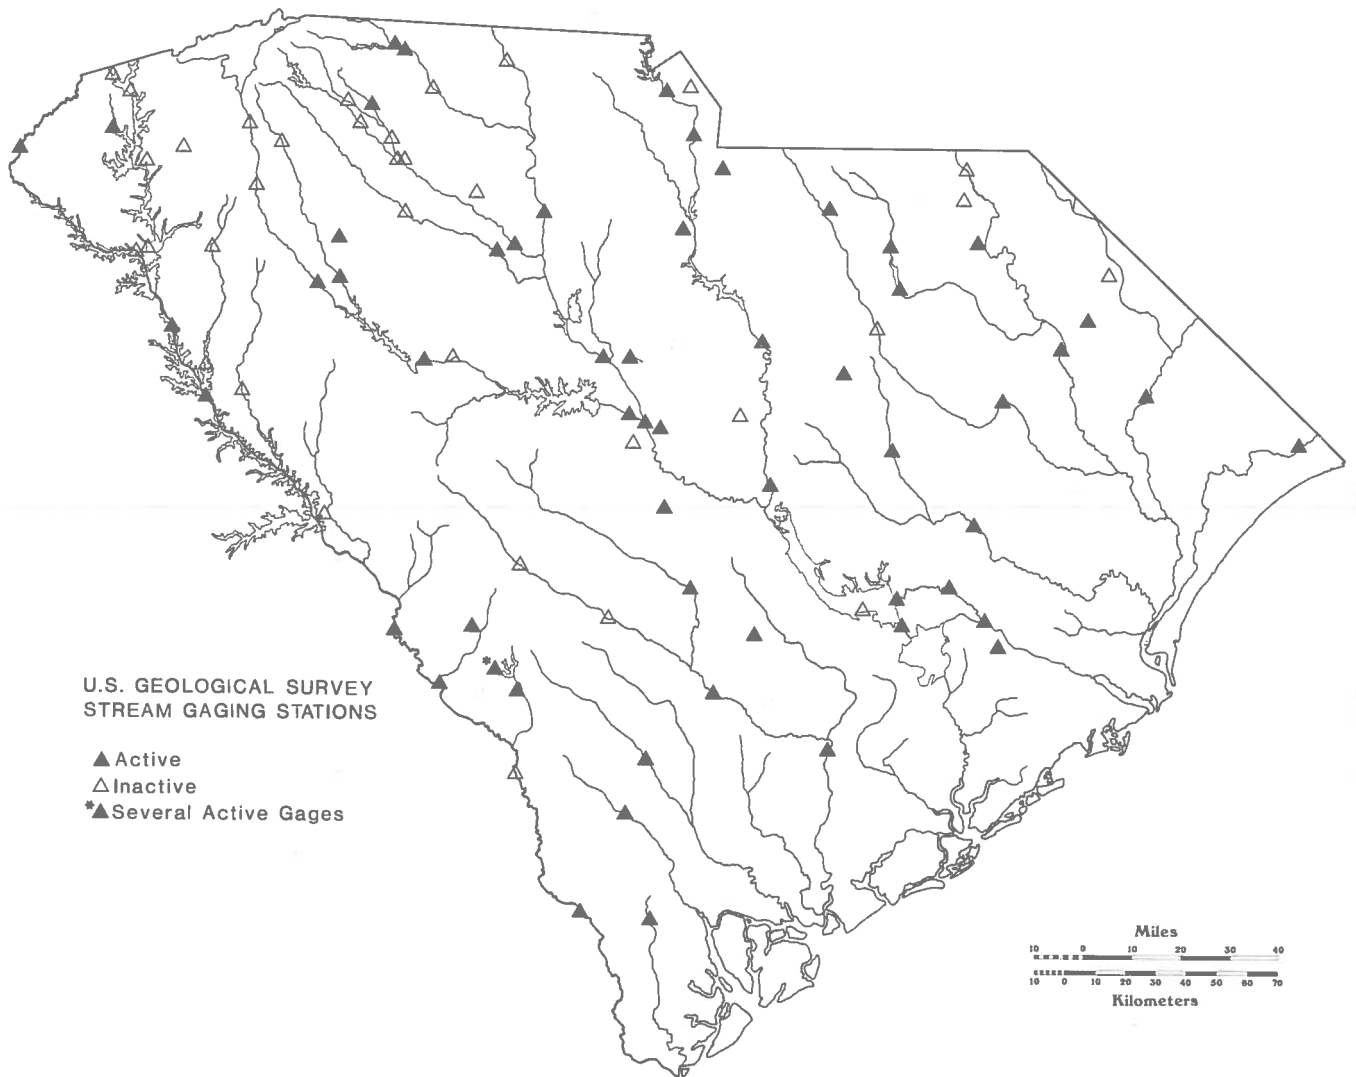 U.S. GEOLOGICAL SURVEY
STREAM GAGING STATIONS
Active
Inactive
*Several Active Gages
*
Miles
10 0 10 20 30 40
10 0 10 20 30 40 50 60 70
Kilometers